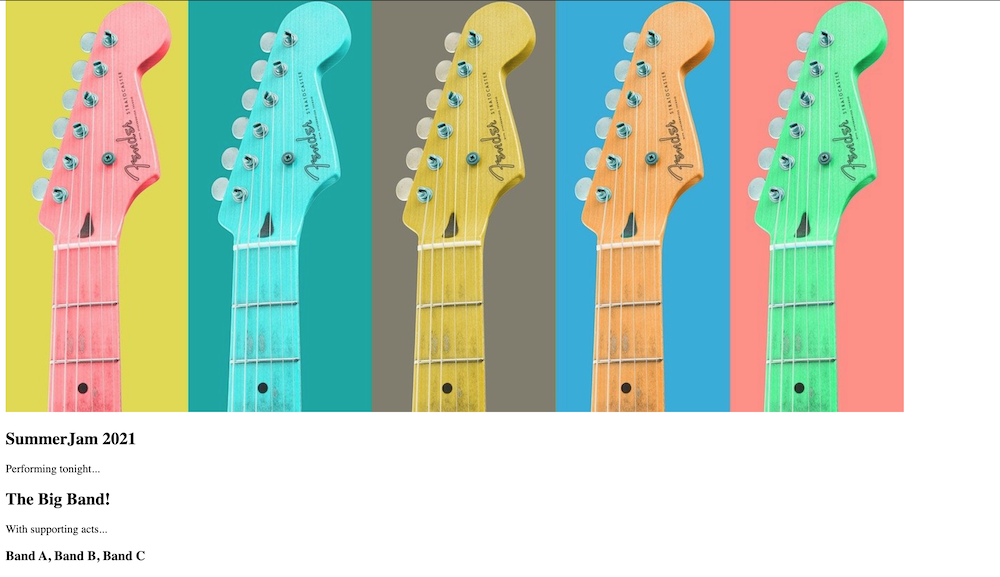 Fender STRATOCASTER
Fender STRATOCASTER
Fender STRATOCASTER
Fender STRATOCASTER
Fender STRATOCASTER
SummerJam 2021
Performing tonight...
The Big Band!
With supporting acts...
Band A, Band B, Band C